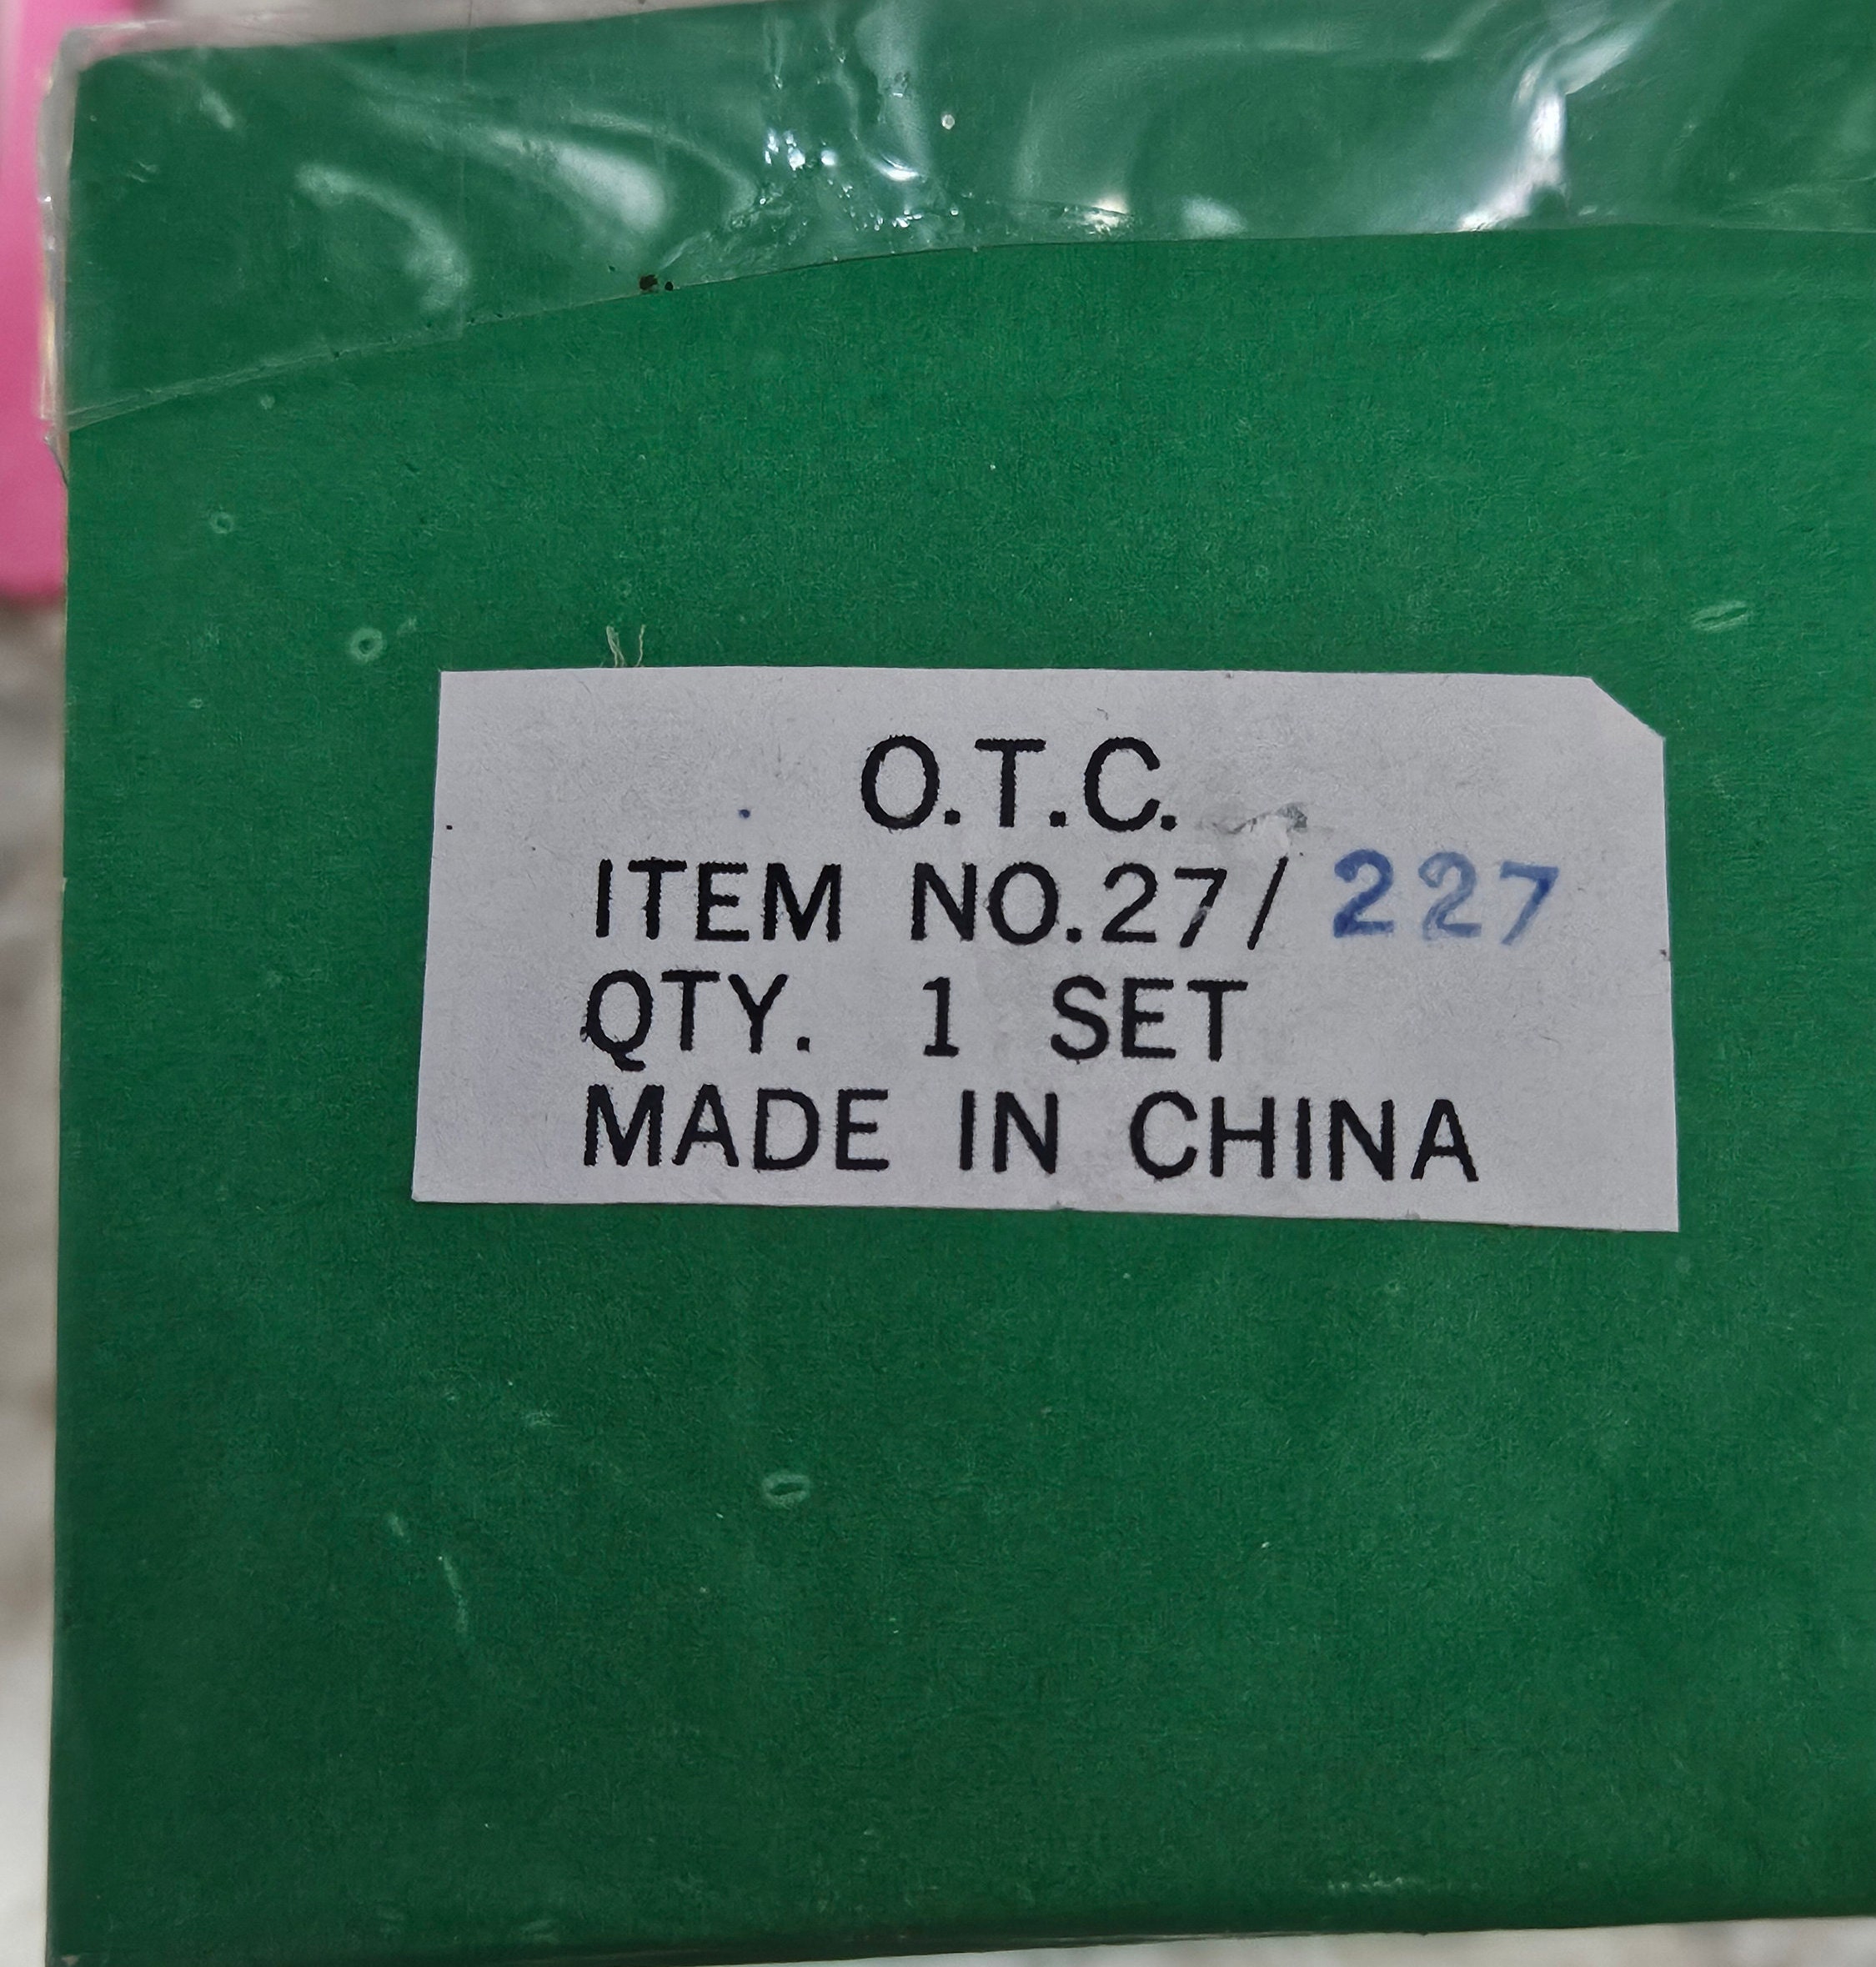 O.T.C.
ITEM NO.27/ 227
QTY. 1 SET
MADE IN CHINA